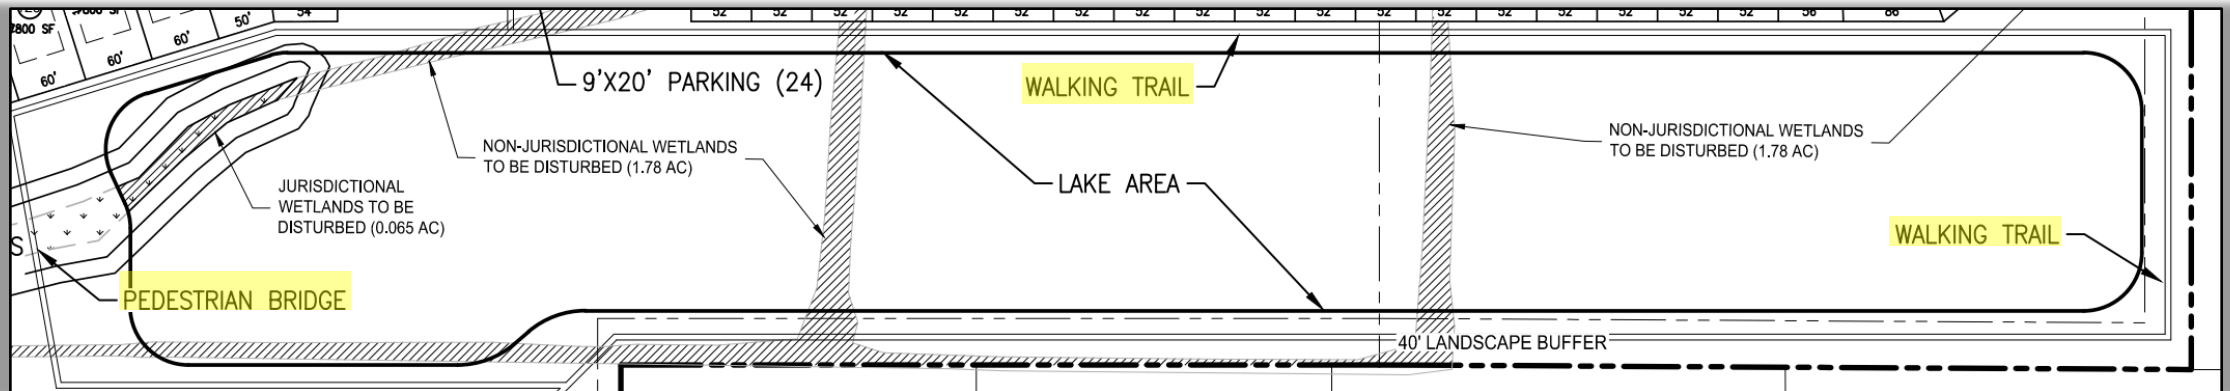 50'
54
52 52 52 52 52 52 52 52 52 52 52 52 52 52 52 52 52 52 56 86
7800 SF
60'
60'
60'
9'X20' PARKING (24)
WALKING TRAIL
NON-JURISDICTIONAL WETLANDS
TO BE DISTURBED (1.78 AC)
NON-JURISDICTIONAL WETLANDS
TO BE DISTURBED (1.78 AC)
JURISDICTIONAL
WETLANDS TO BE
DISTURBED (0.065 AC)
LAKE AREA
WALKING TRAIL
S
PEDESTRIAN BRIDGE
40' LANDSCAPE BUFFER